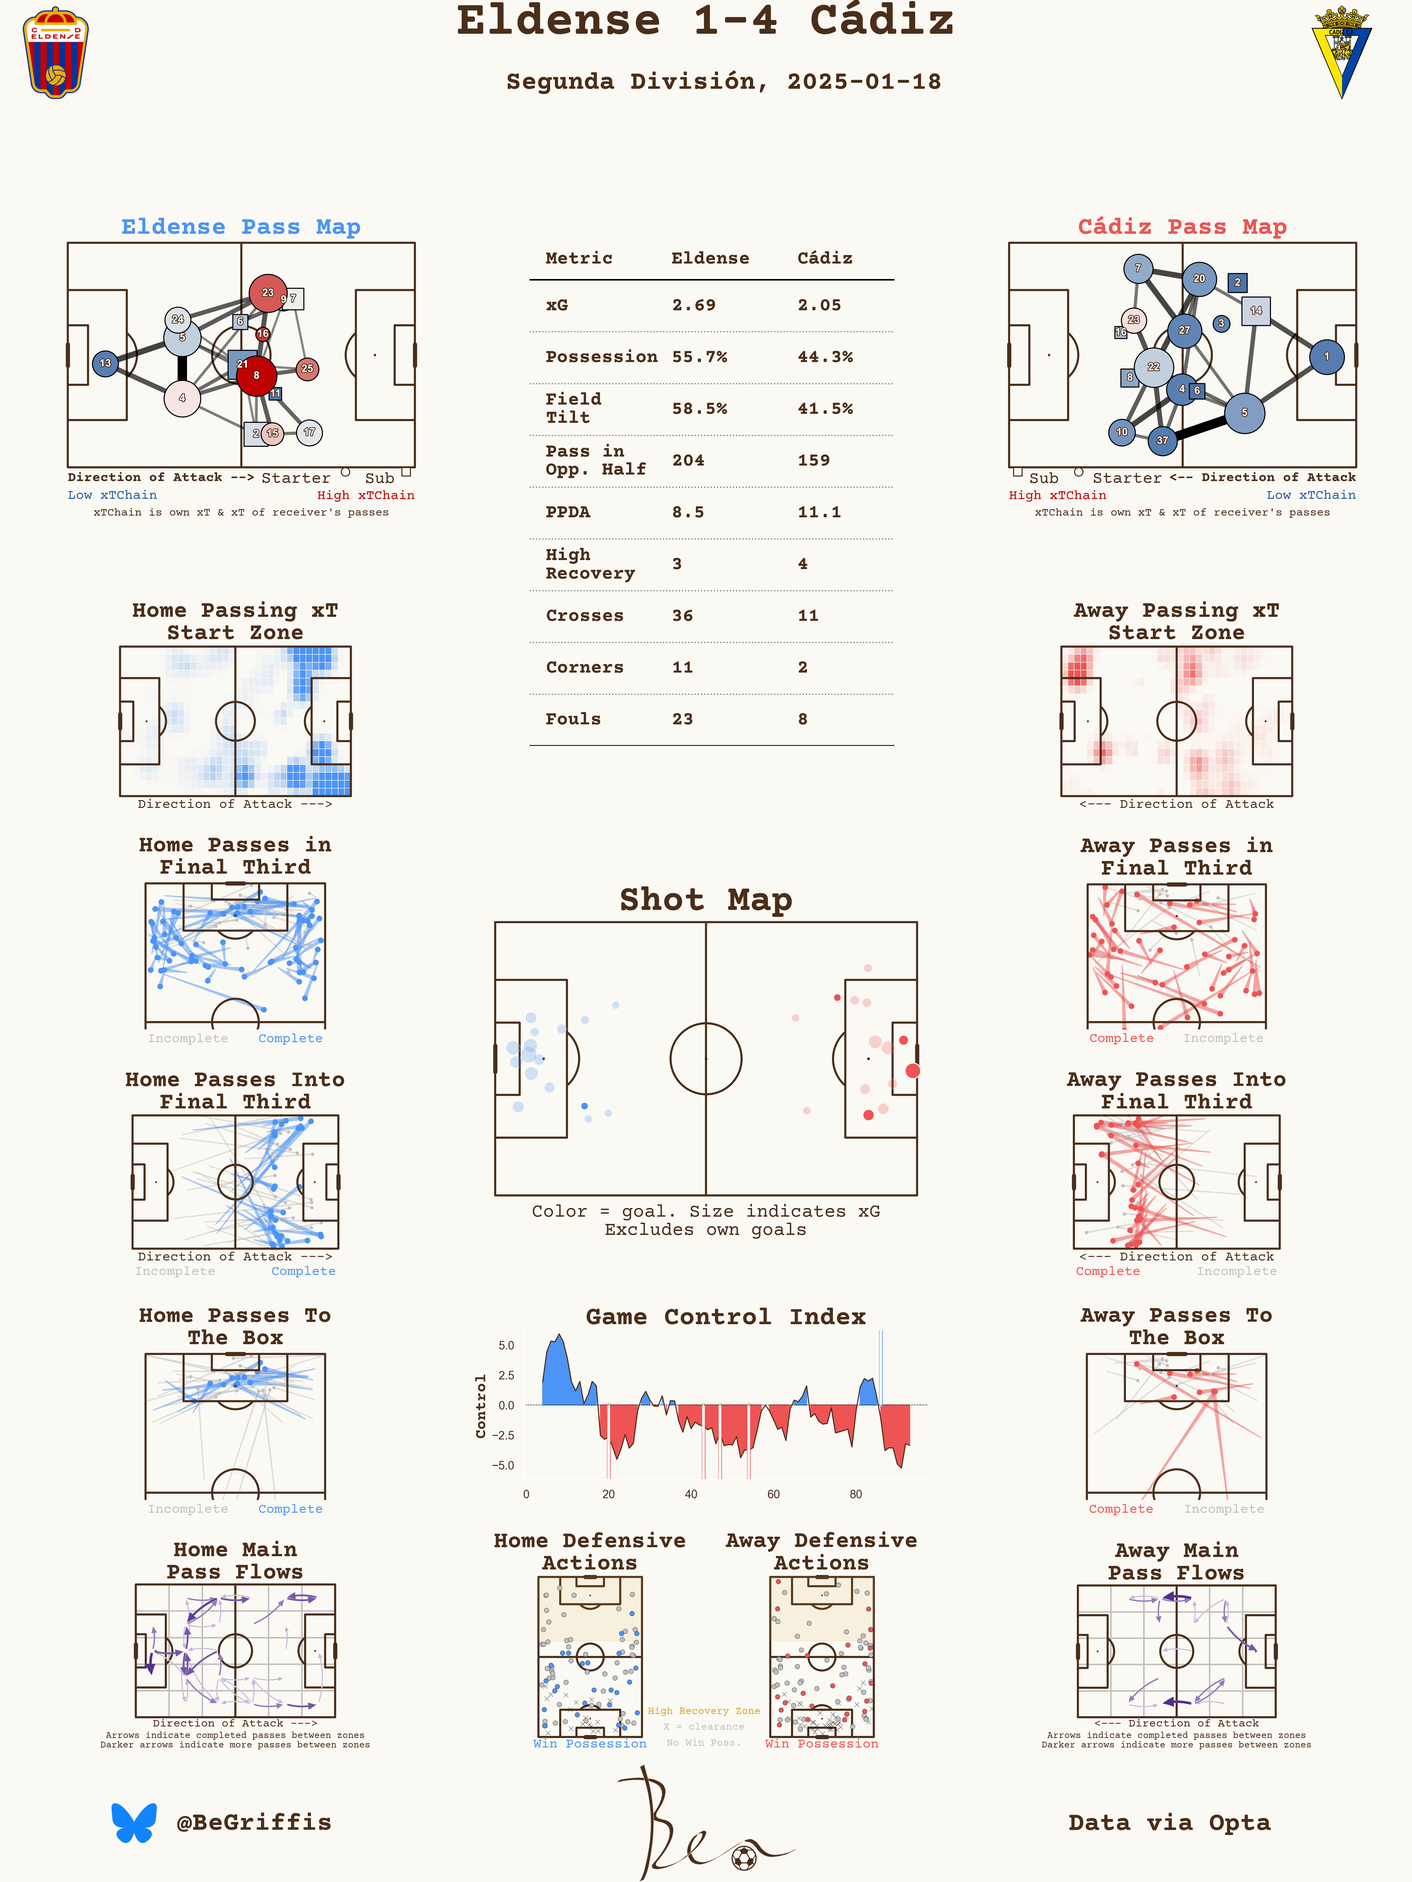 Eldense 1-4 Cádiz
Segunda División, 2025-01-18
CD
ELDENSE
CADIZ
Eldense Pass Map
23
9
7
24
6
5
16
13
21
8
25
11
4
2
15
17
Direction of Attack --> Starter Sub
Low xTChain High xTChain
xTChain is own xT & xT of receiver's passes
Metric Eldense Cádiz
xG 2.69 2.05
Possession 55.7% 44.3%
Field
Tilt 58.5% 41.5%
Pass in
Opp. Half 204 159
PPDA 8.5 11.1
High
Recovery 3 4
Crosses 36 11
Corners 11 2
Fouls 23 8
Cádiz Pass Map
7
20
2
14
23
16
27
3
1
22
8
4
6
5
10
37
Sub Starter <-- Direction of Attack
High xTChain Low xTChain
xTChain is own xT & xT of receiver's passes
Home Passing xT
Start Zone
Direction of Attack --->
Away Passing xT
Start Zone
<--- Direction of Attack
Home Passes in
Final Third
Incomplete Complete
Away Passes in
Final Third
Complete Incomplete
Shot Map
Color = goal. Size indicates xG
Excludes own goals
Home Passes Into
Final Third
Direction of Attack --->
Incomplete Complete
Away Passes Into
Final Third
<--- Direction of Attack
Complete Incomplete
Home Passes To
The Box
Incomplete Complete
Game Control Index
Control
5.0
2.5
0.0
−2.5
−5.0
0 20 40 60 80
Away Passes To
The Box
Complete Incomplete
Home Main
Pass Flows
Direction of Attack --->
Arrows indicate completed passes between zones
Darker arrows indicate more passes between zones
Home Defensive
Actions
Win Possession
High Recovery Zone
X = clearance
No Win Poss.
Away Defensive
Actions
Win Possession
Away Main
Pass Flows
<--- Direction of Attack
Arrows indicate completed passes between zones
Darker arrows indicate more passes between zones
@BeGriffis
Data via Opta